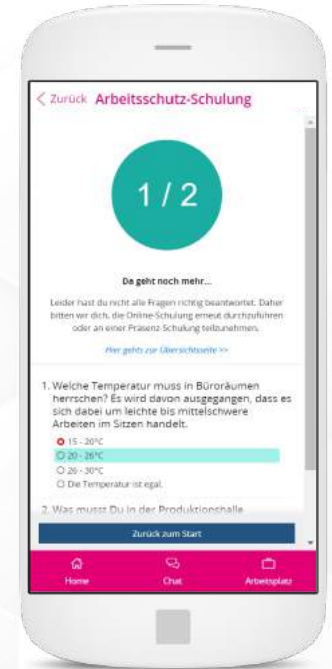 Zurück Arbeitsschutz-Schulung
1 / 2
Da geht noch mehr...
Leider hast du nicht alle Fragen richtig beantwortet. Daher
bitten wir dich, die Online-Schulung erneut durchzuführen
oder an einer Präsenz-Schulung teilzunehmen.
Hier gehts zur Übersichtsseite >>
1. Welche Temperatur muss in Büroräumen
herrschen? Es wird davon ausgegangen, dass es
sich dabei um leichte bis mittelschwere
Arbeiten im Sitzen handelt.
15 - 20°C
20 - 26°C
26 - 30°C
Die Temperatur ist egal.
2. Was musst Du in der Produktionshalle
Zurück zum Start
Home Chat Arbeitsplatz